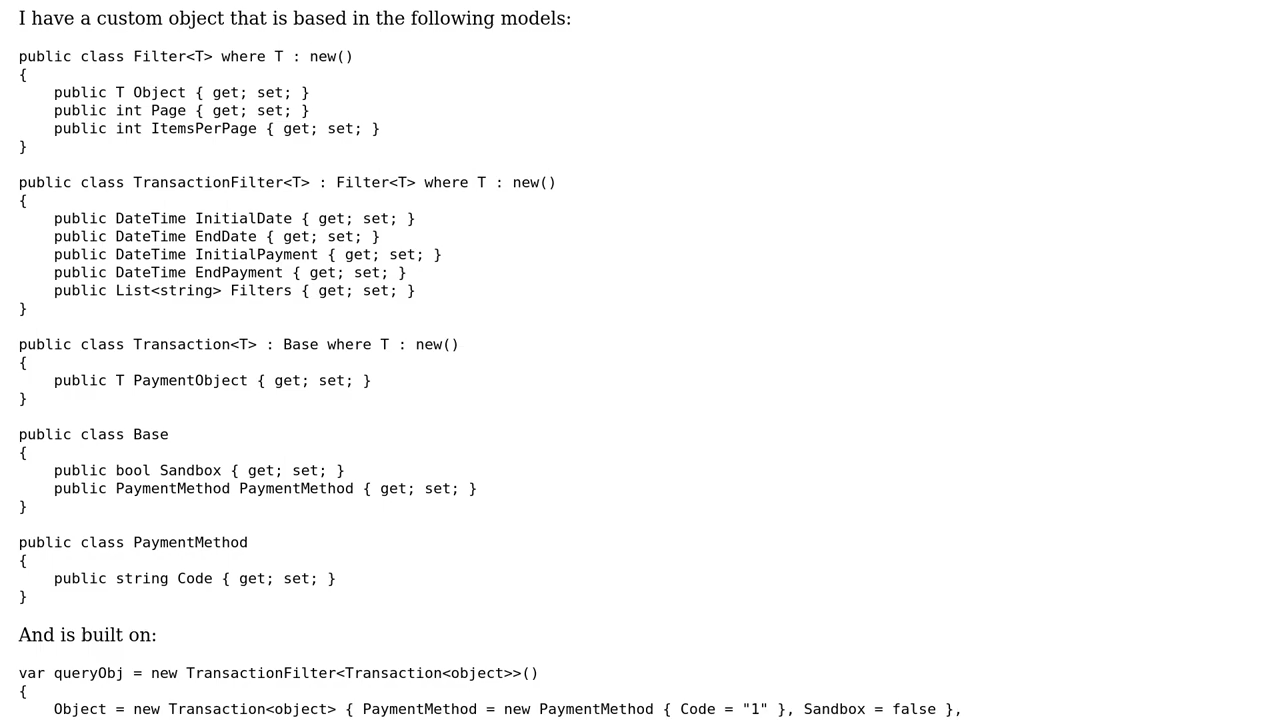 I have a custom object that is based in the following models:
public class Filter<T> where T : new()
{
    public T Object { get; set; }
    public int Page { get; set; }
    public int ItemsPerPage { get; set; }
}
public class TransactionFilter<T> : Filter<T> where T : new()
{
    public DateTime InitialDate { get; set; }
    public DateTime EndDate { get; set; }
    public DateTime InitialPayment { get; set; }
    public DateTime EndPayment { get; set; }
    public List<string> Filters { get; set; }
}
public class Transaction<T> : Base where T : new()
{
    public T PaymentObject { get; set; }
}
public class Base
{
    public bool Sandbox { get; set; }
    public PaymentMethod PaymentMethod { get; set; }
}
public class PaymentMethod
{
    public string Code { get; set; }
}
And is built on:
var queryObj = new TransactionFilter<Transaction<object>>()
{
    Object = new Transaction<object> { PaymentMethod = new PaymentMethod { Code = "1" }, Sandbox = false },